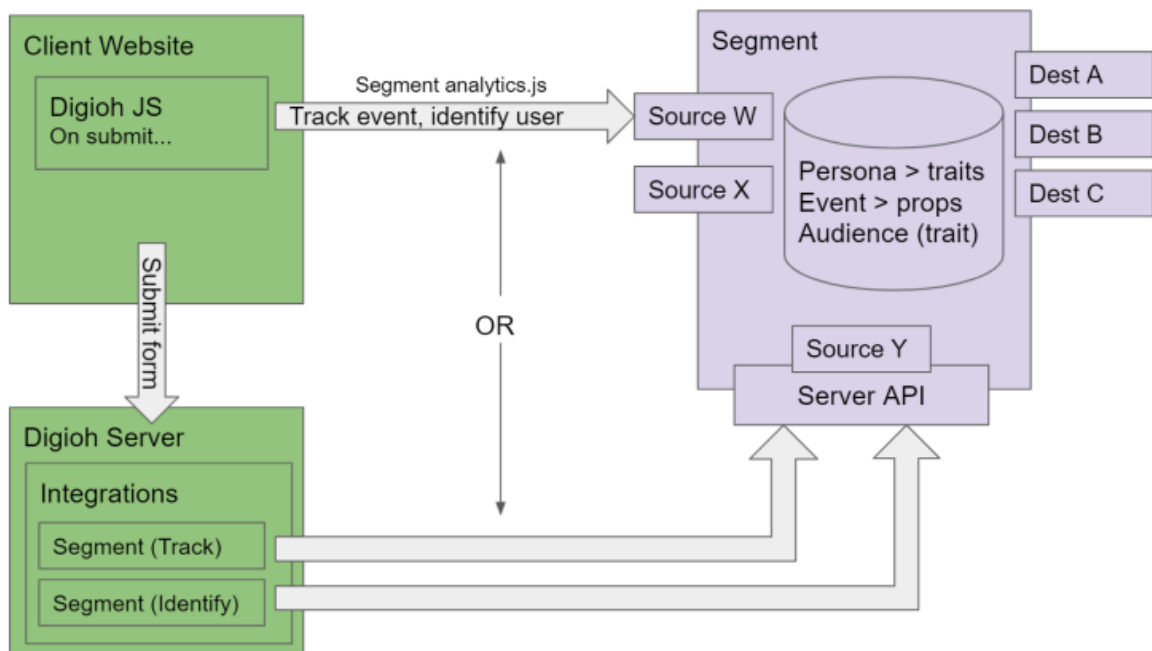 Client Website
Digioh JS
On submit...
Segment analytics.js
Track event, identify user
Segment
Source W
Source X
Persona > traits
Event > props
Audience (trait)
Dest A
Dest B
Dest C
Submit form
OR
Source Y
Server API
Digioh Server
Integrations
Segment (Track)
Segment (Identify)